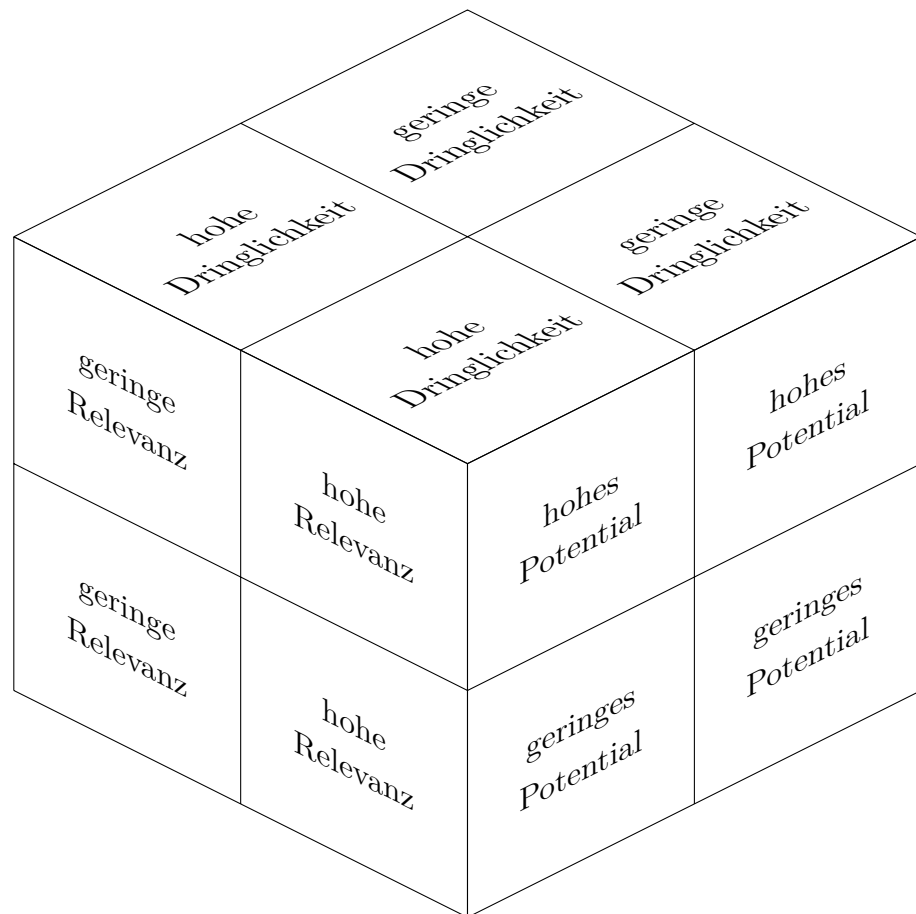 geringe
Dringlichkeit
hohe
Dringlichkeit
geringe
Dringlichkeit
hohe
Dringlichkeit
geringe
Relevanz
hohe
Relevanz
hohes
Potential
hohes
Potential
geringe
Relevanz
hohe
Relevanz
geringes
Potential
geringes
Potential